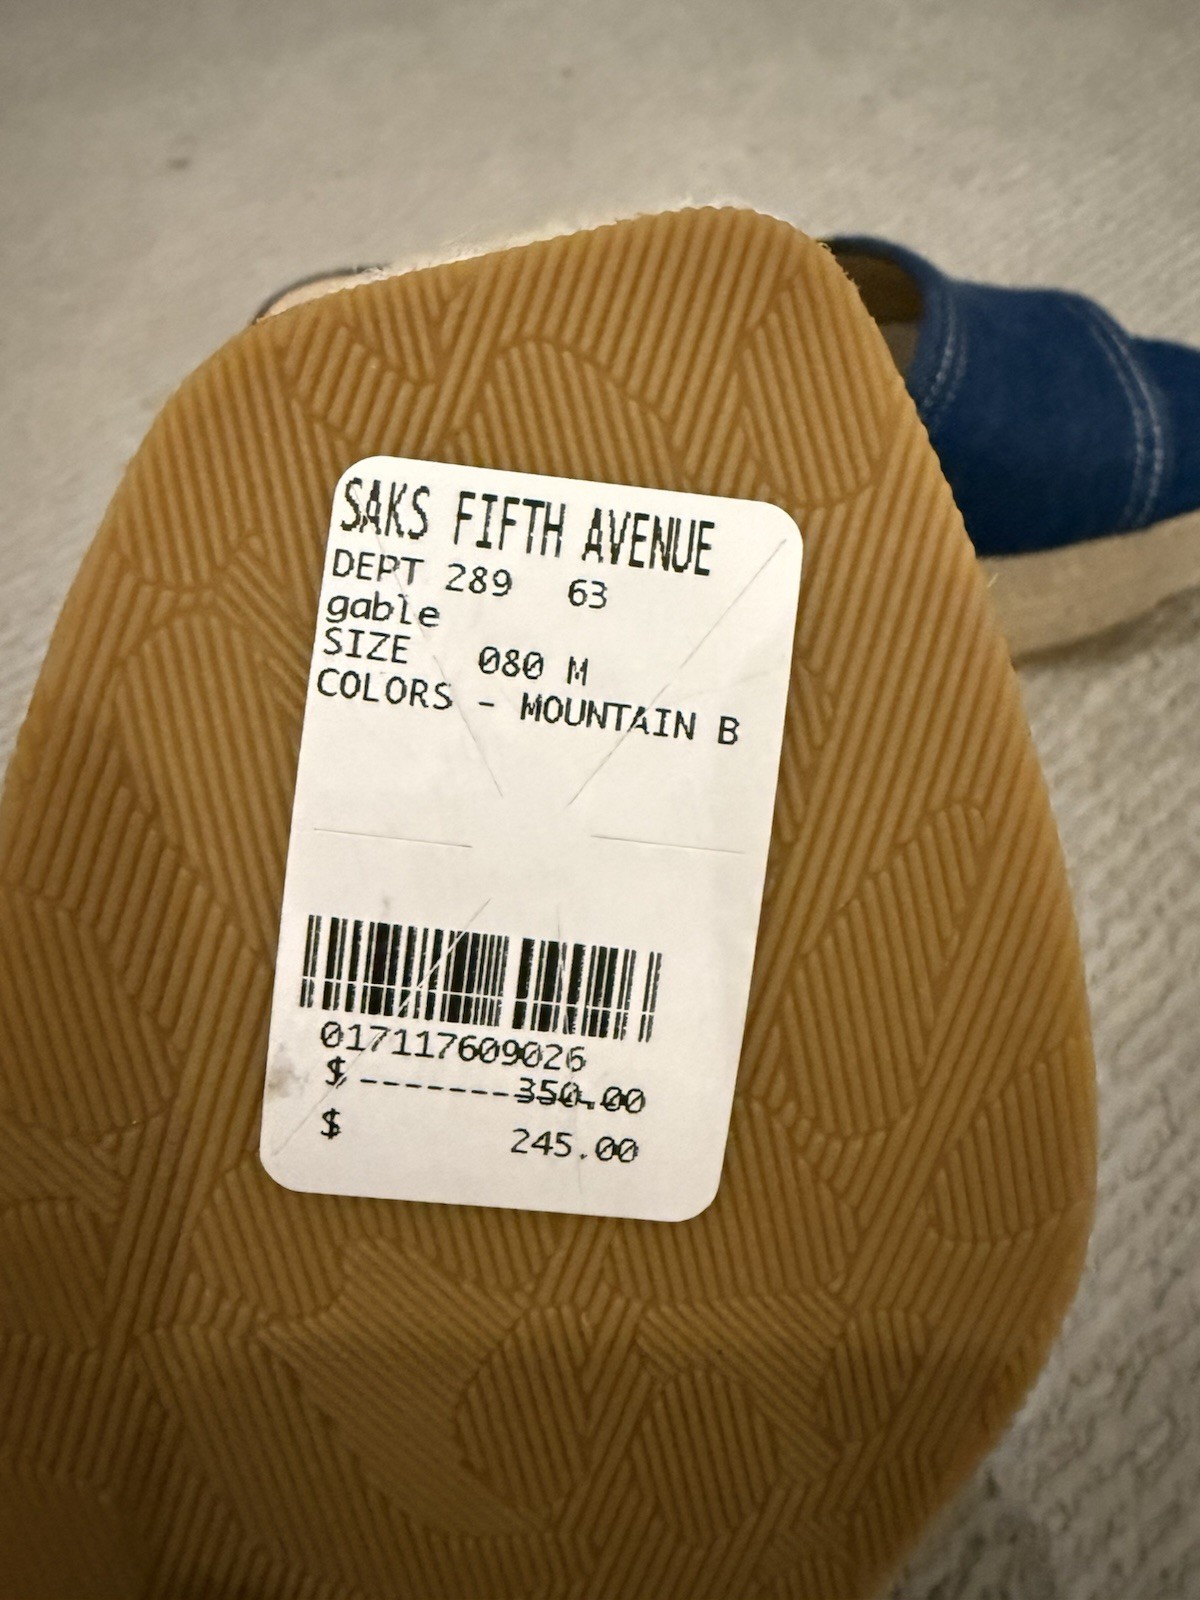 SAKS FIFTH AVENUE
DEPT 289 63
gable
SIZE 080 M
COLORS - MOUNTAIN B
017117609026
$ -------350.00
$ 245.00